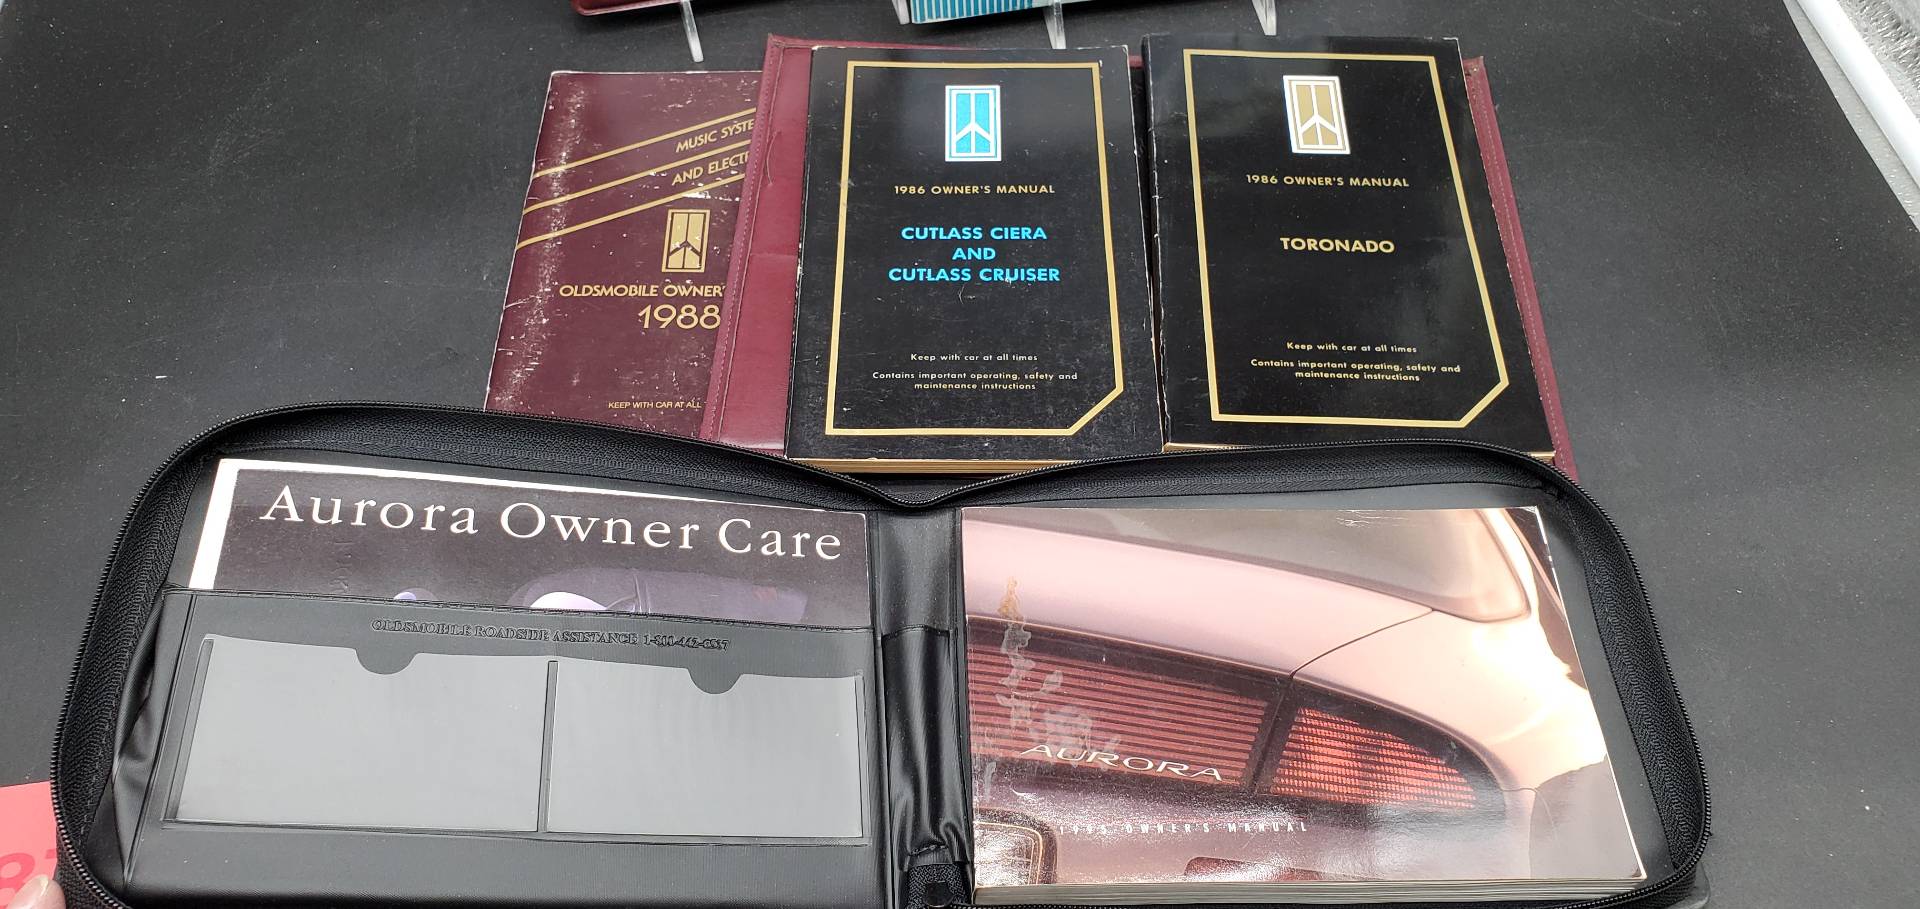 MUSIC SYSTE
AND ELECT
OLDSMOBILE OWNER'
1988
KEEP WITH CAR AT ALL
1986 OWNER'S MANUAL
CUTLASS CIERA
AND
CUTLASS CRUISER
Keep with car at all times
Contains important operating, safety and
maintenance instructions
1986 OWNER'S MANUAL
TORONADO
Keep with car at all times
Contains important operating, safety and
maintenance instructions
Aurora Owner Care
OLDSMOBILE ROADSIDE ASSISTANCE
AURORA
1995 OWNER'S MANUAL